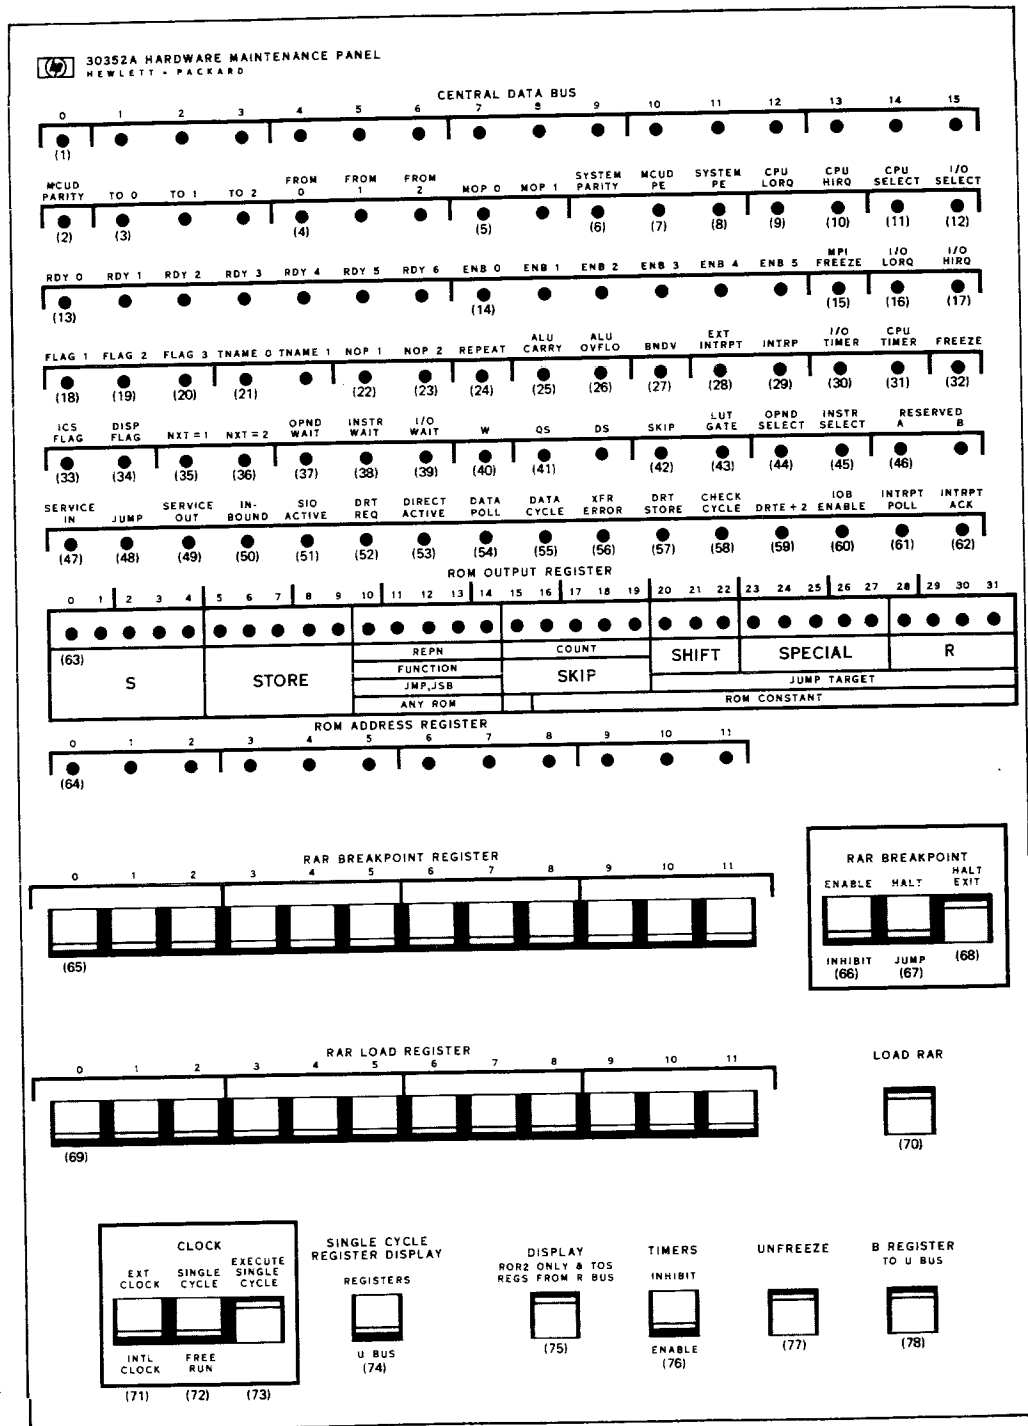 hp 30352A HARDWARE MAINTENANCE PANEL
HEWLETT - PACKARD
CENTRAL DATA BUS
0 1 2 3 4 5 6 7 8 9 10 11 12 13 14 15
(1)
MCUD PARITY TO 0 TO 1 TO 2 FROM 0 FROM 1 FROM 2 MOP 0 MOP 1 SYSTEM PARITY MCUD PE SYSTEM PE CPU LORQ CPU HIRQ CPU SELECT I/O SELECT
(2) (3) (4) (5) (6) (7) (8) (9) (10) (11) (12)
RDY 0 RDY 1 RDY 2 RDY 3 RDY 4 RDY 5 RDY 6 ENB 0 ENB 1 ENB 2 ENB 3 ENB 4 ENB 5 MPI FREEZE I/O LORQ I/O HIRQ
(13) (14) (15) (16) (17)
FLAG 1 FLAG 2 FLAG 3 TNAME 0 TNAME 1 NOP 1 NOP 2 REPEAT ALU CARRY ALU OVFLO BNDV EXT INTRPT INTRP I/O TIMER CPU TIMER FREEZE
(18) (19) (20) (21) (22) (23) (24) (25) (26) (27) (28) (29) (30) (31) (32)
ICS FLAG DISP FLAG NXT = 1 NXT = 2 OPND WAIT INSTR WAIT I/O WAIT W QS DS SKIP LUT GATE OPND SELECT INSTR SELECT RESERVED A B
(33) (34) (35) (36) (37) (38) (39) (40) (41) (42) (43) (44) (45) (46)
SERVICE IN JUMP SERVICE OUT IN-BOUND SIO ACTIVE DRT REQ DIRECT ACTIVE DATA POLL DATA CYCLE XFR ERROR DRT STORE CHECK CYCLE DRTE + 2 IOB ENABLE INTRPT POLL INTRPT ACK
(47) (48) (49) (50) (51) (52) (53) (54) (55) (56) (57) (58) (59) (60) (61) (62)
ROM OUTPUT REGISTER
0 1 2 3 4 5 6 7 8 9 10 11 12 13 14 15 16 17 18 19 20 21 22 23 24 25 26 27 28 29 30 31
(63)
S STORE REPN COUNT SHIFT SPECIAL R
FUNCTION SKIP
JMP,JSB JUMP TARGET
ANY ROM ROM CONSTANT
ROM ADDRESS REGISTER
0 1 2 3 4 5 6 7 8 9 10 11
(64)
RAR BREAKPOINT REGISTER
0 1 2 3 4 5 6 7 8 9 10 11
(65)
RAR BREAKPOINT
ENABLE HALT HALT EXIT
INHIBIT JUMP
(66) (67) (68)
RAR LOAD REGISTER
0 1 2 3 4 5 6 7 8 9 10 11
(69)
LOAD RAR
(70)
CLOCK
EXT CLOCK SINGLE CYCLE EXECUTE SINGLE CYCLE
INTL CLOCK FREE RUN
(71) (72) (73)
SINGLE CYCLE
REGISTER DISPLAY
REGISTERS
U BUS
(74)
DISPLAY
ROR2 ONLY & TOS
REGS FROM R BUS
(75)
TIMERS
INHIBIT
ENABLE
(76)
UNFREEZE
(77)
B REGISTER
TO U BUS
(78)